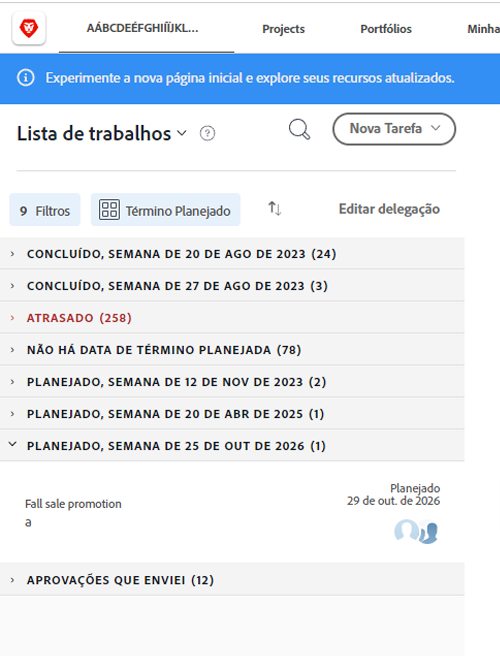 AÁBCDEÉFGHIÍÏJKL...
Projects
Portfólios
Minha
Experimente a nova página inicial e explore seus recursos atualizados.
Lista de trabalhos
?
Nova Tarefa
9 Filtros
Término Planejado
Editar delegação
CONCLUÍDO, SEMANA DE 20 DE AGO DE 2023 (24)
CONCLUÍDO, SEMANA DE 27 DE AGO DE 2023 (3)
ATRASADO (258)
NÃO HÁ DATA DE TÉRMINO PLANEJADA (78)
PLANEJADO, SEMANA DE 12 DE NOV DE 2023 (2)
PLANEJADO, SEMANA DE 20 DE ABR DE 2025 (1)
PLANEJADO, SEMANA DE 25 DE OUT DE 2026 (1)
Fall sale promotion
a
Planejado
29 de out. de 2026
APROVAÇÕES QUE ENVIEI (12)